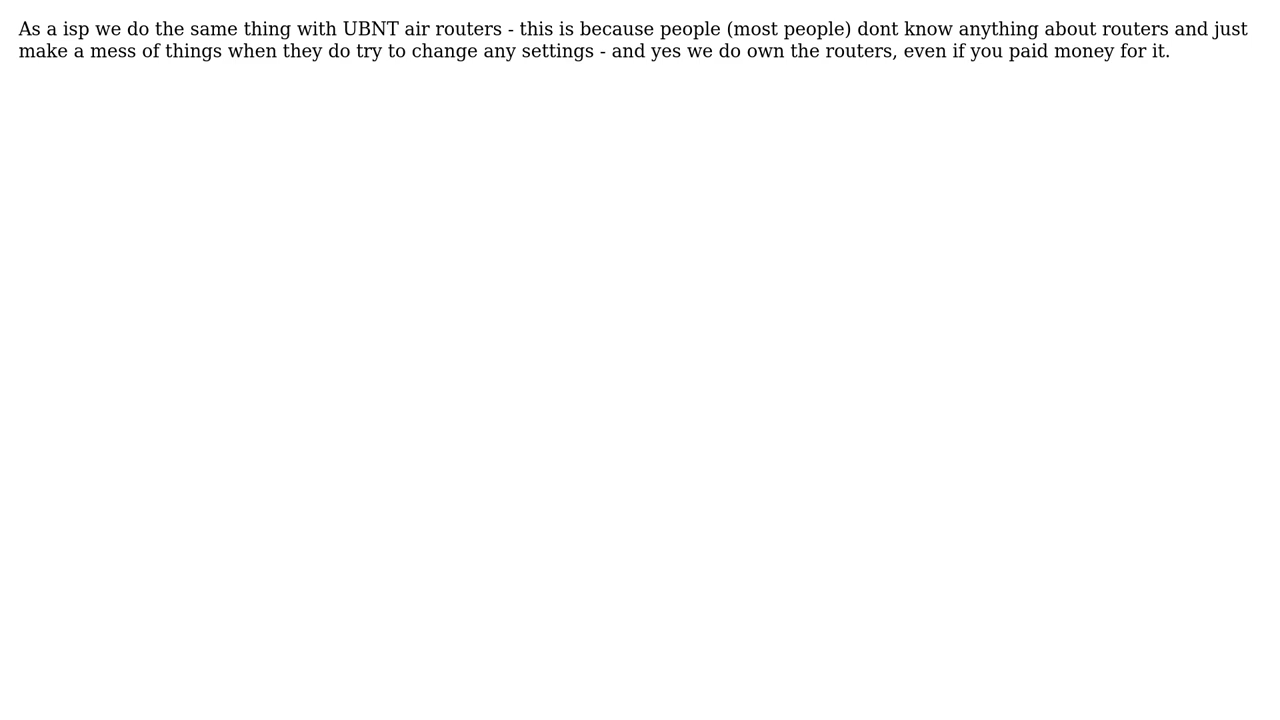 As a isp we do the same thing with UBNT air routers - this is because people (most people) dont know anything about routers and just
make a mess of things when they do try to change any settings - and yes we do own the routers, even if you paid money for it.